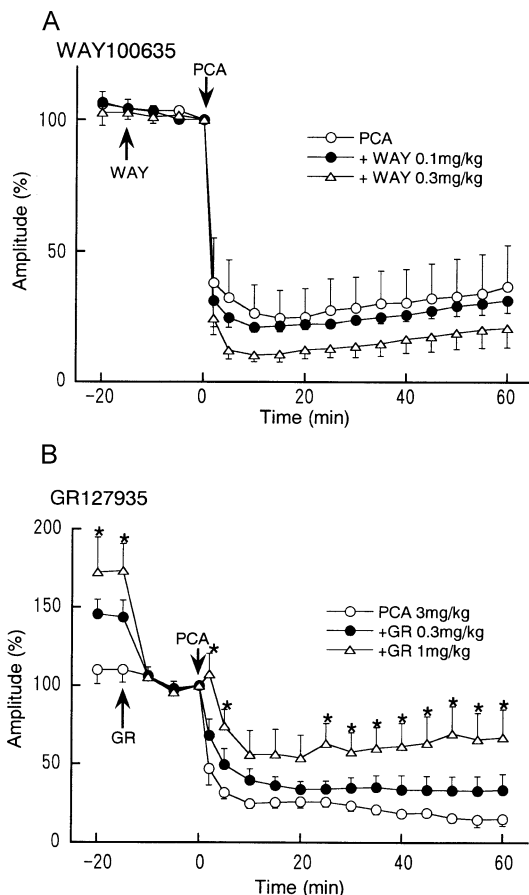 A
WAY100635
PCA
100
WAY
PCA
+ WAY 0.1mg/kg
+ WAY 0.3mg/kg
Amplitude (%)
50
0
−20 0 20 40 60
Time (min)
B
GR127935
200
* *
150
PCA
*
PCA 3mg/kg
+GR 0.3mg/kg
+GR 1mg/kg
Amplitude (%)
100
GR
*
* * * * * * * *
50
0
−20 0 20 40 60
Time (min)